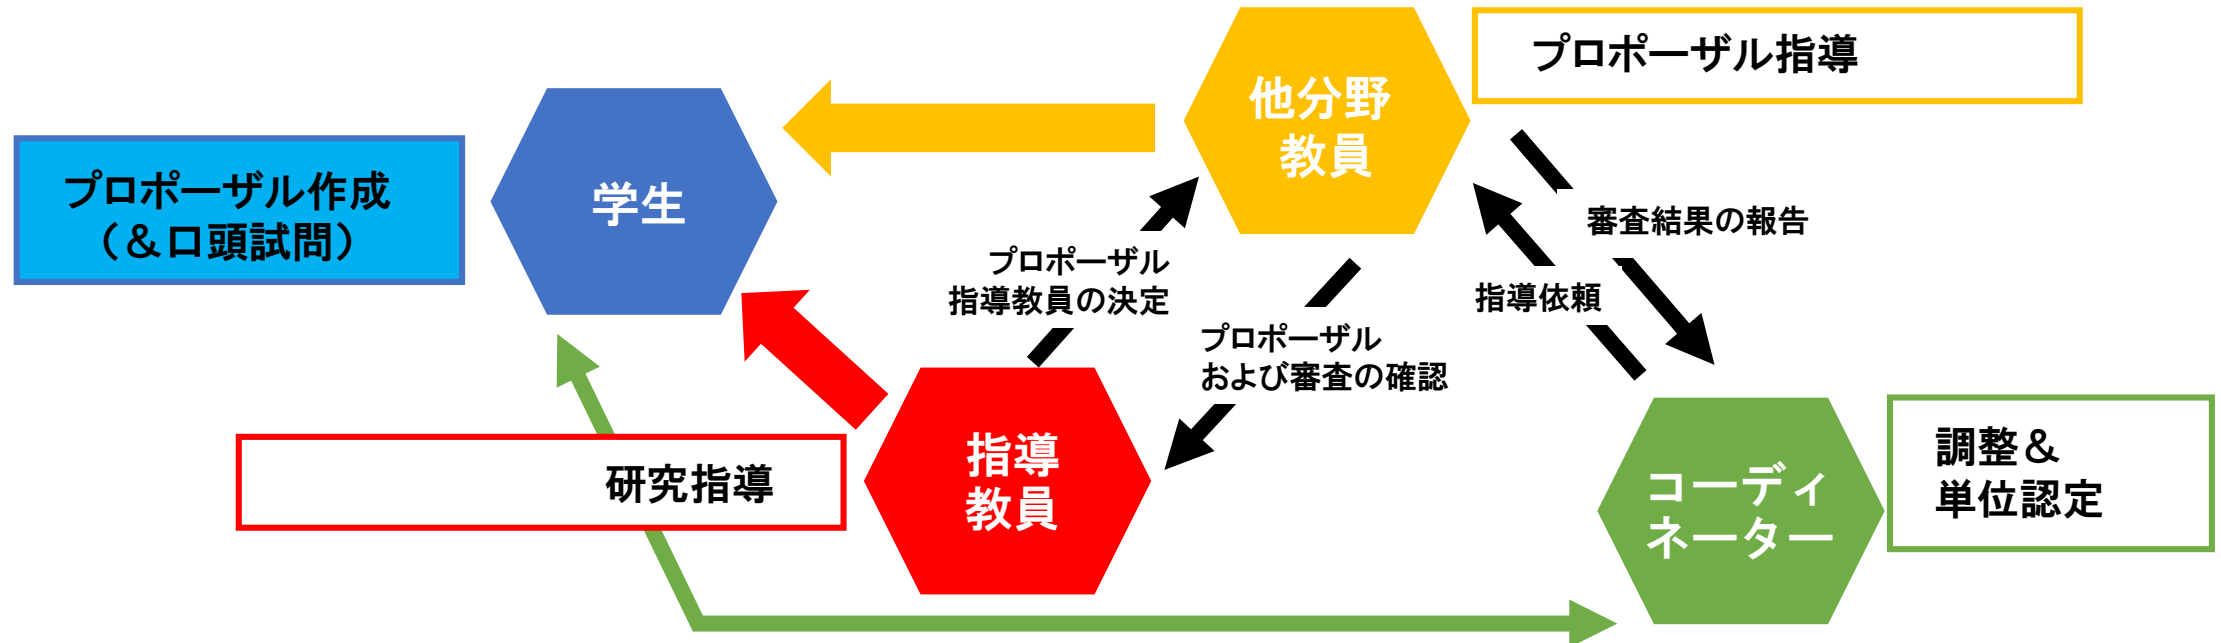 プロポーザル指導
他分野
教員
プロポーザル作成
（＆口頭試問）
学生
審査結果の報告
プロポーザル
指導教員の決定
指導依頼
プロポーザル
および審査の確認
研究指導
指導
教員
コーディ
ネーター
調整＆
単位認定